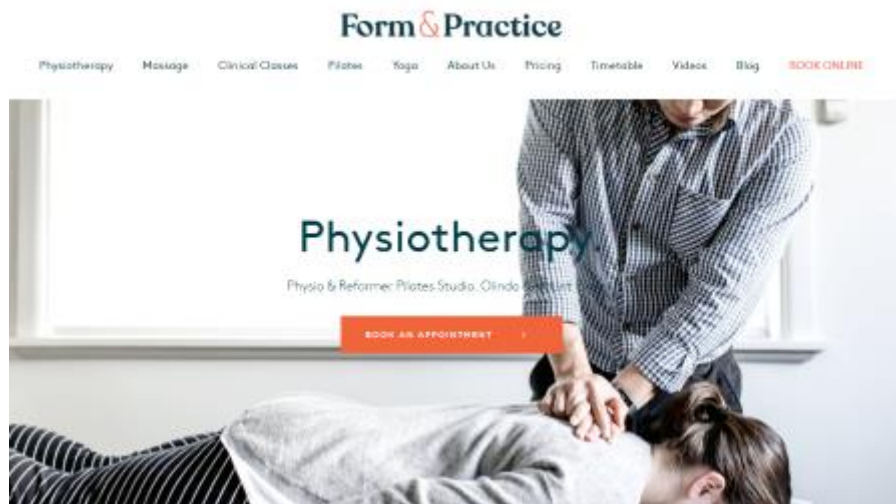 Form & Practice
Physiotherapy Massage Clinical Classes Pilates Yoga About Us Pricing Timetable Videos Blog BOOK ONLINE
Physiotherapy.
Physio & Reformer Pilates Studio, Olinda
BOOK AN APPOINTMENT >